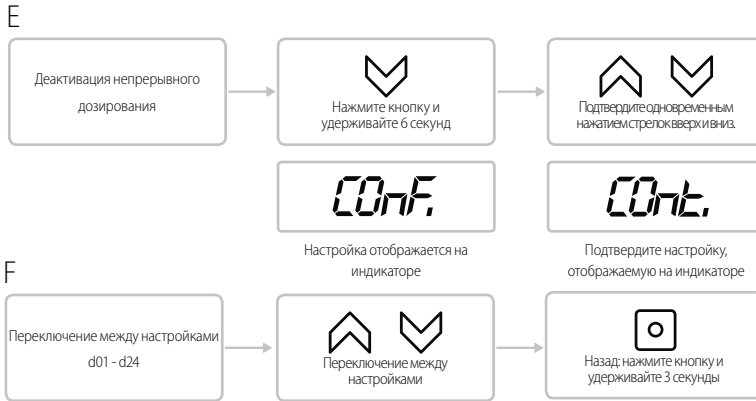 E
Деактивация непрерывного
дозирования
Нажмите кнопку и
удерживайте 6 секунд
Подтвердите одновременным
нажатием стрелок вверх и вниз.
COnF.
COnt.
Настройка отображается на
индикаторе
Подтвердите настройку,
отображаемую на индикаторе
F
Переключение между настройками
d01 - d24
Переключение между
настройками
Назад: нажмите кнопку и
удерживайте 3 секунды